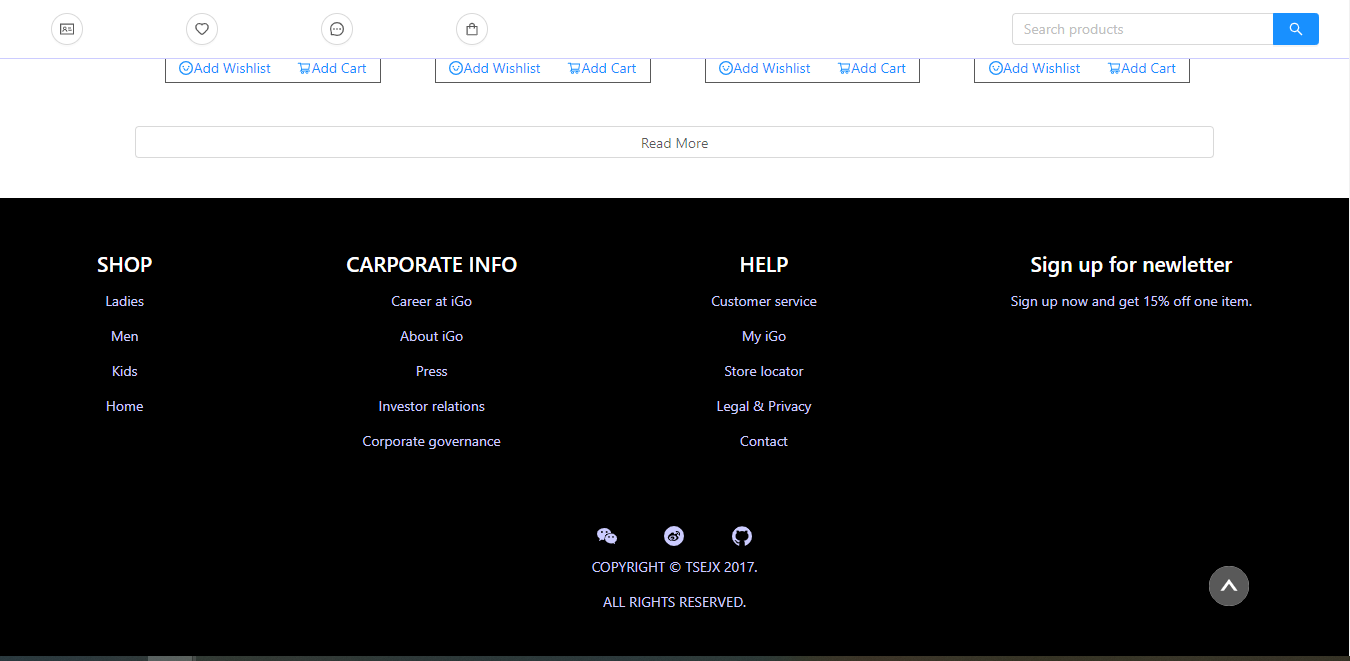 Search products
Add Wishlist Add Cart Add Wishlist Add Cart Add Wishlist Add Cart Add Wishlist Add Cart
Read More
SHOP
Ladies
Men
Kids
Home
CARPORATE INFO
Career at iGo
About iGo
Press
Investor relations
Corporate governance
HELP
Customer service
My iGo
Store locator
Legal & Privacy
Contact
Sign up for newletter
Sign up now and get 15% off one item.
COPYRIGHT © TSEJX 2017.
ALL RIGHTS RESERVED.